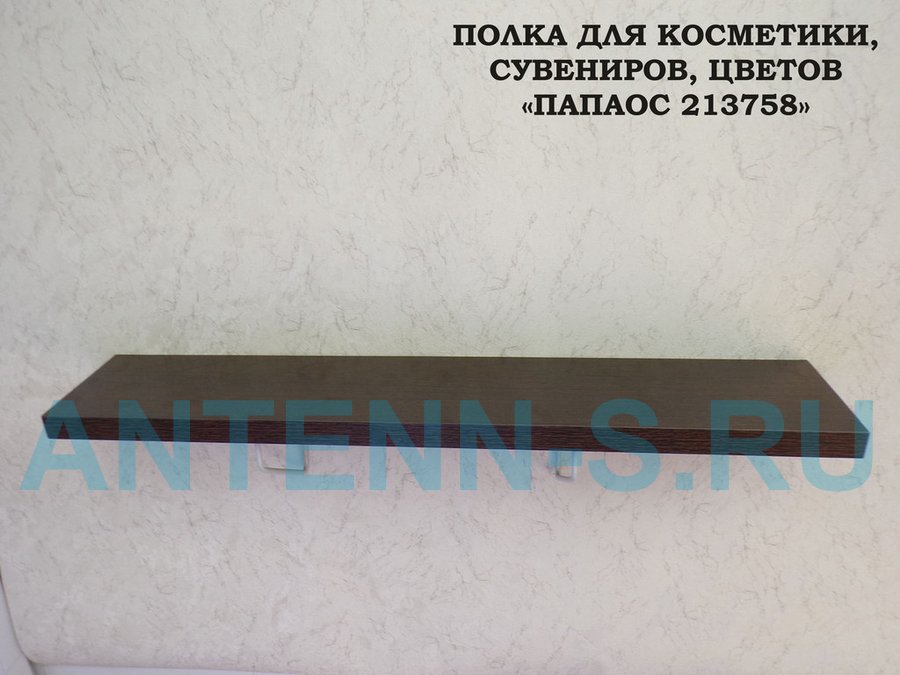 ПОЛКА ДЛЯ КОСМЕТИКИ,
СУВЕНИРОВ, ЦВЕТОВ
«ПАПАОС 213758»
ANTENN-S.RU